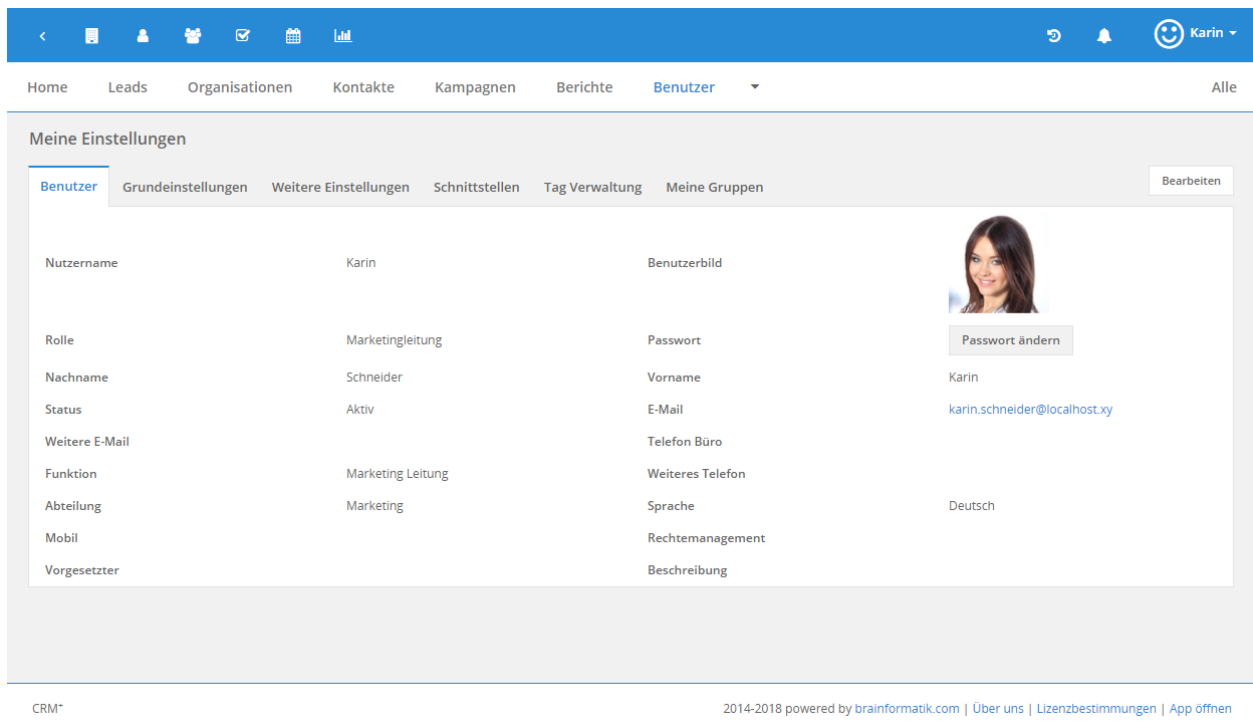 Karin
Home Leads Organisationen Kontakte Kampagnen Berichte Benutzer Alle
Meine Einstellungen
Benutzer Grundeinstellungen Weitere Einstellungen Schnittstellen Tag Verwaltung Meine Gruppen Bearbeiten
Nutzername Karin Benutzerbild
Rolle Marketingleitung Passwort Passwort ändern
Nachname Schneider Vorname Karin
Status Aktiv E-Mail karin.schneider@localhost.xy
Weitere E-Mail Telefon Büro
Funktion Marketing Leitung Weiteres Telefon
Abteilung Marketing Sprache Deutsch
Mobil Rechtemanagement
Vorgesetzter Beschreibung
CRM⁺ 2014-2018 powered by brainformatik.com | Über uns | Lizenzbestimmungen | App öffnen